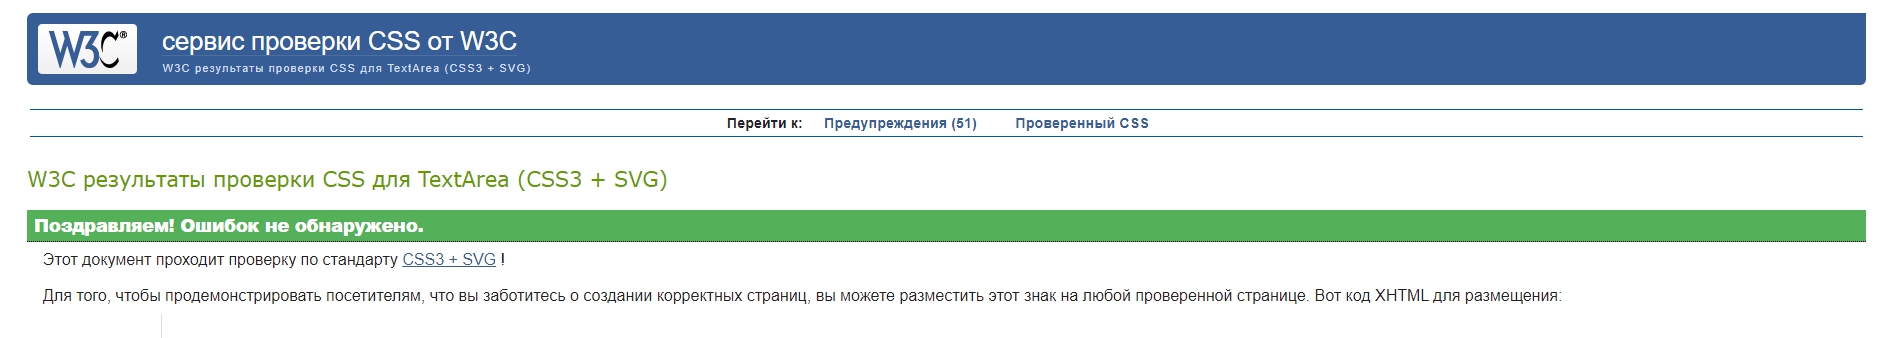 W3C®
сервис проверки CSS от W3C
W3C результаты проверки CSS для TextArea (CSS3 + SVG)
Перейти к: Предупреждения (51) Проверенный CSS
W3C результаты проверки CSS для TextArea (CSS3 + SVG)
Поздравляем! Ошибок не обнаружено.
Этот документ проходит проверку по стандарту CSS3 + SVG !
Для того, чтобы продемонстрировать посетителям, что вы заботитесь о создании корректных страниц, вы можете разместить этот знак на любой проверенной странице. Вот код XHTML для размещения: